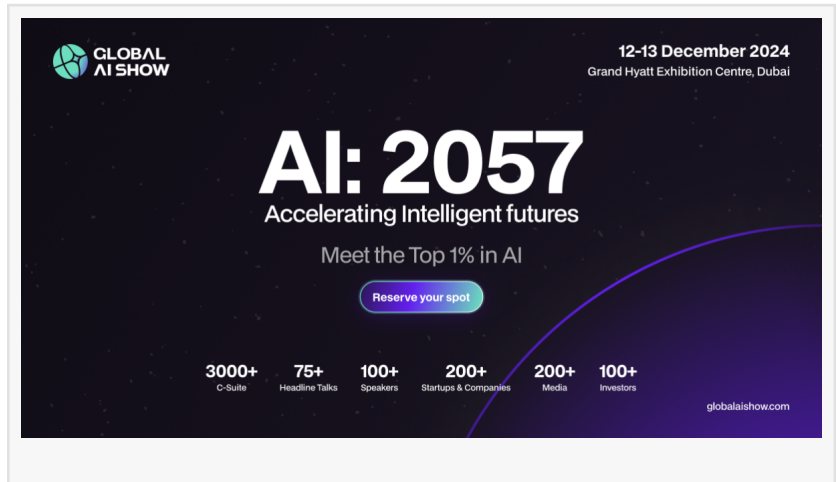 GLOBAL
AI SHOW
12-13 December 2024
Grand Hyatt Exhibition Centre, Dubai
AI: 2057
Accelerating Intelligent futures
Meet the Top 1% in AI
Reserve your spot
3000+
C-Suite
75+
Headline Talks
100+
Speakers
200+
Startups & Companies
200+
Media
100+
Investors
globalaishow.com